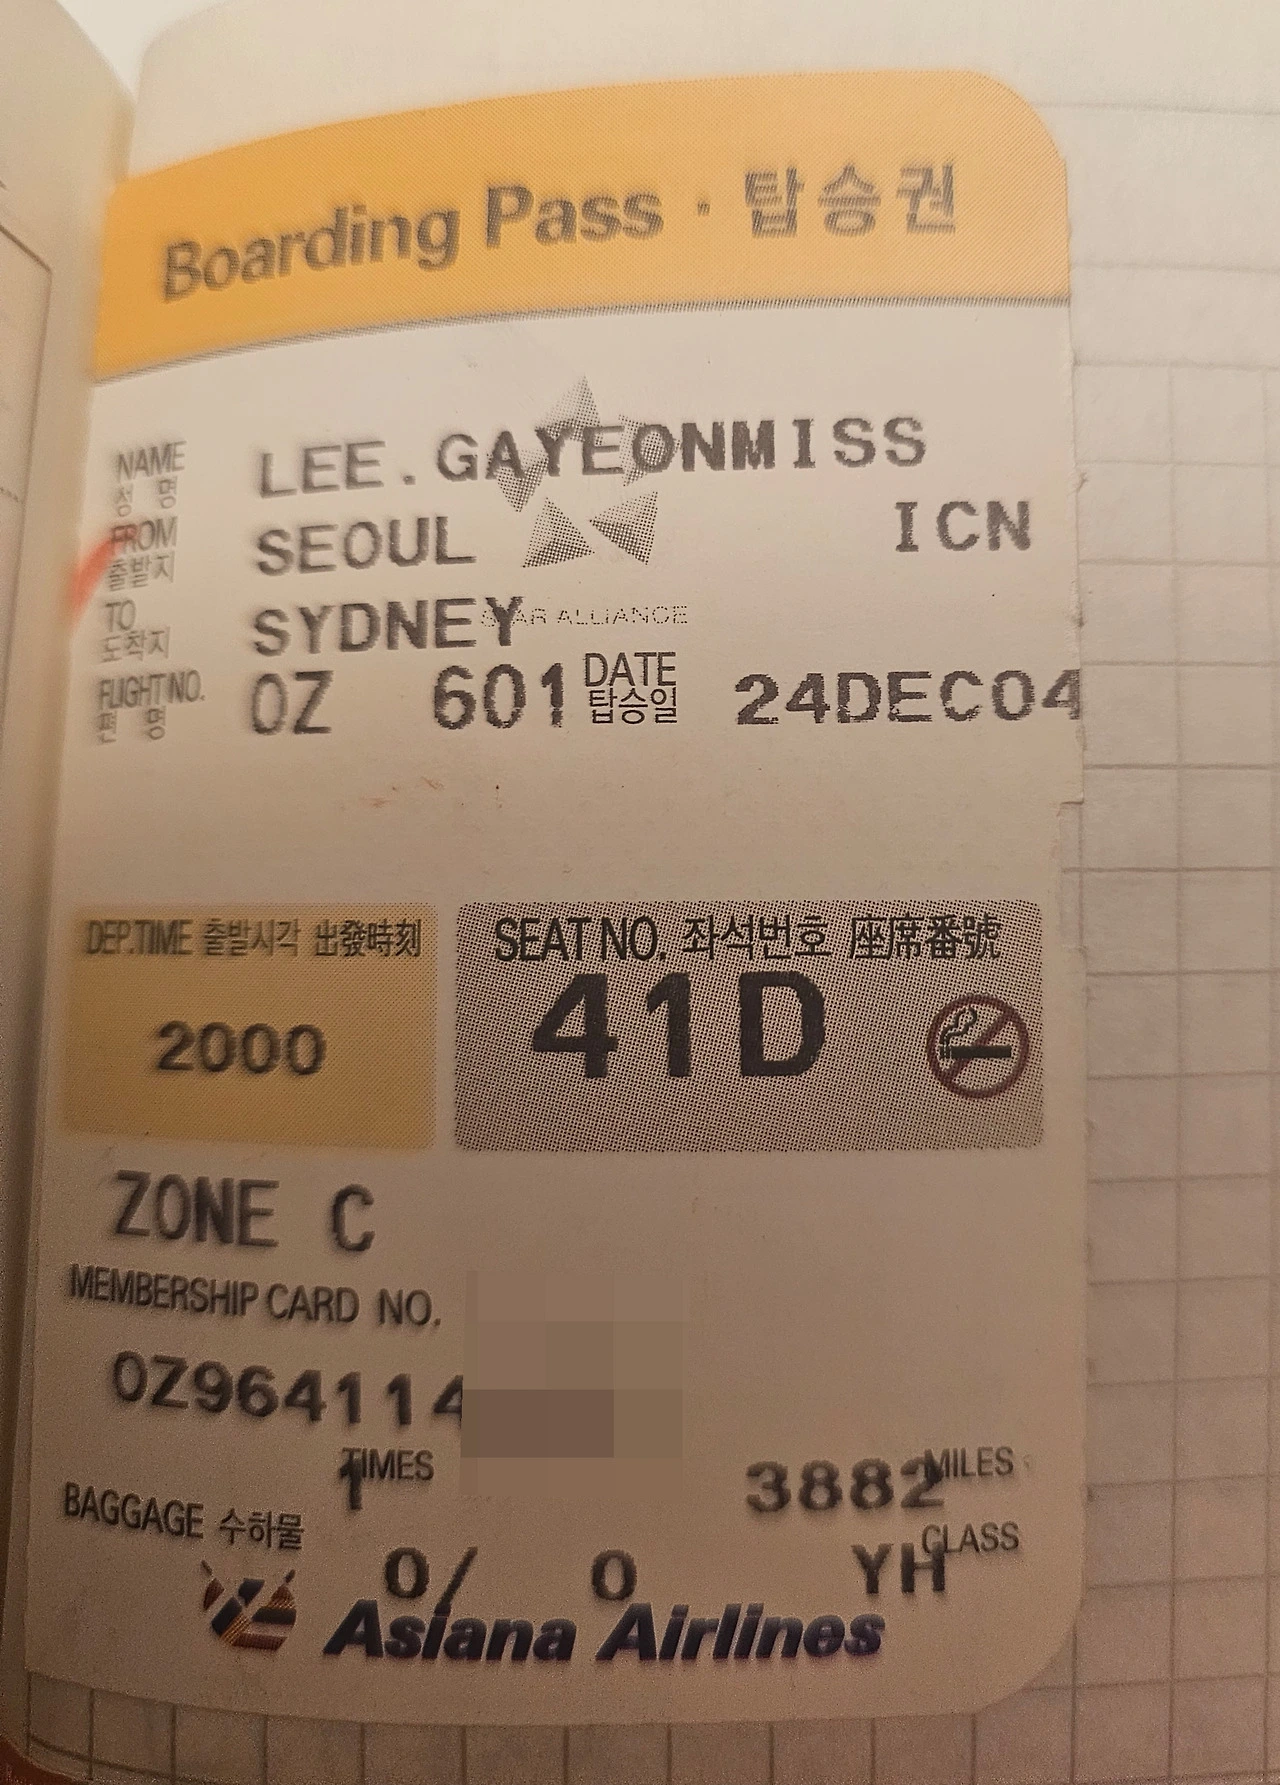 Boarding Pass · 탑승권
NAME LEE.GAYEONMISS
성 명
FROM SEOUL ICN
출발지
TO SYDNEY STAR ALLIANCE
도착지
FLIGHT NO. OZ 601 DATE 24DEC04
편 명 탑승일
DEP.TIME 출발시각 出發時刻 SEAT NO. 좌석번호 座席番號
2000 41D
ZONE C
MEMBERSHIP CARD NO.
OZ964114
1 TIMES 3882 MILES
BAGGAGE 수하물 0/ 0 YH CLASS
Asiana Airlines